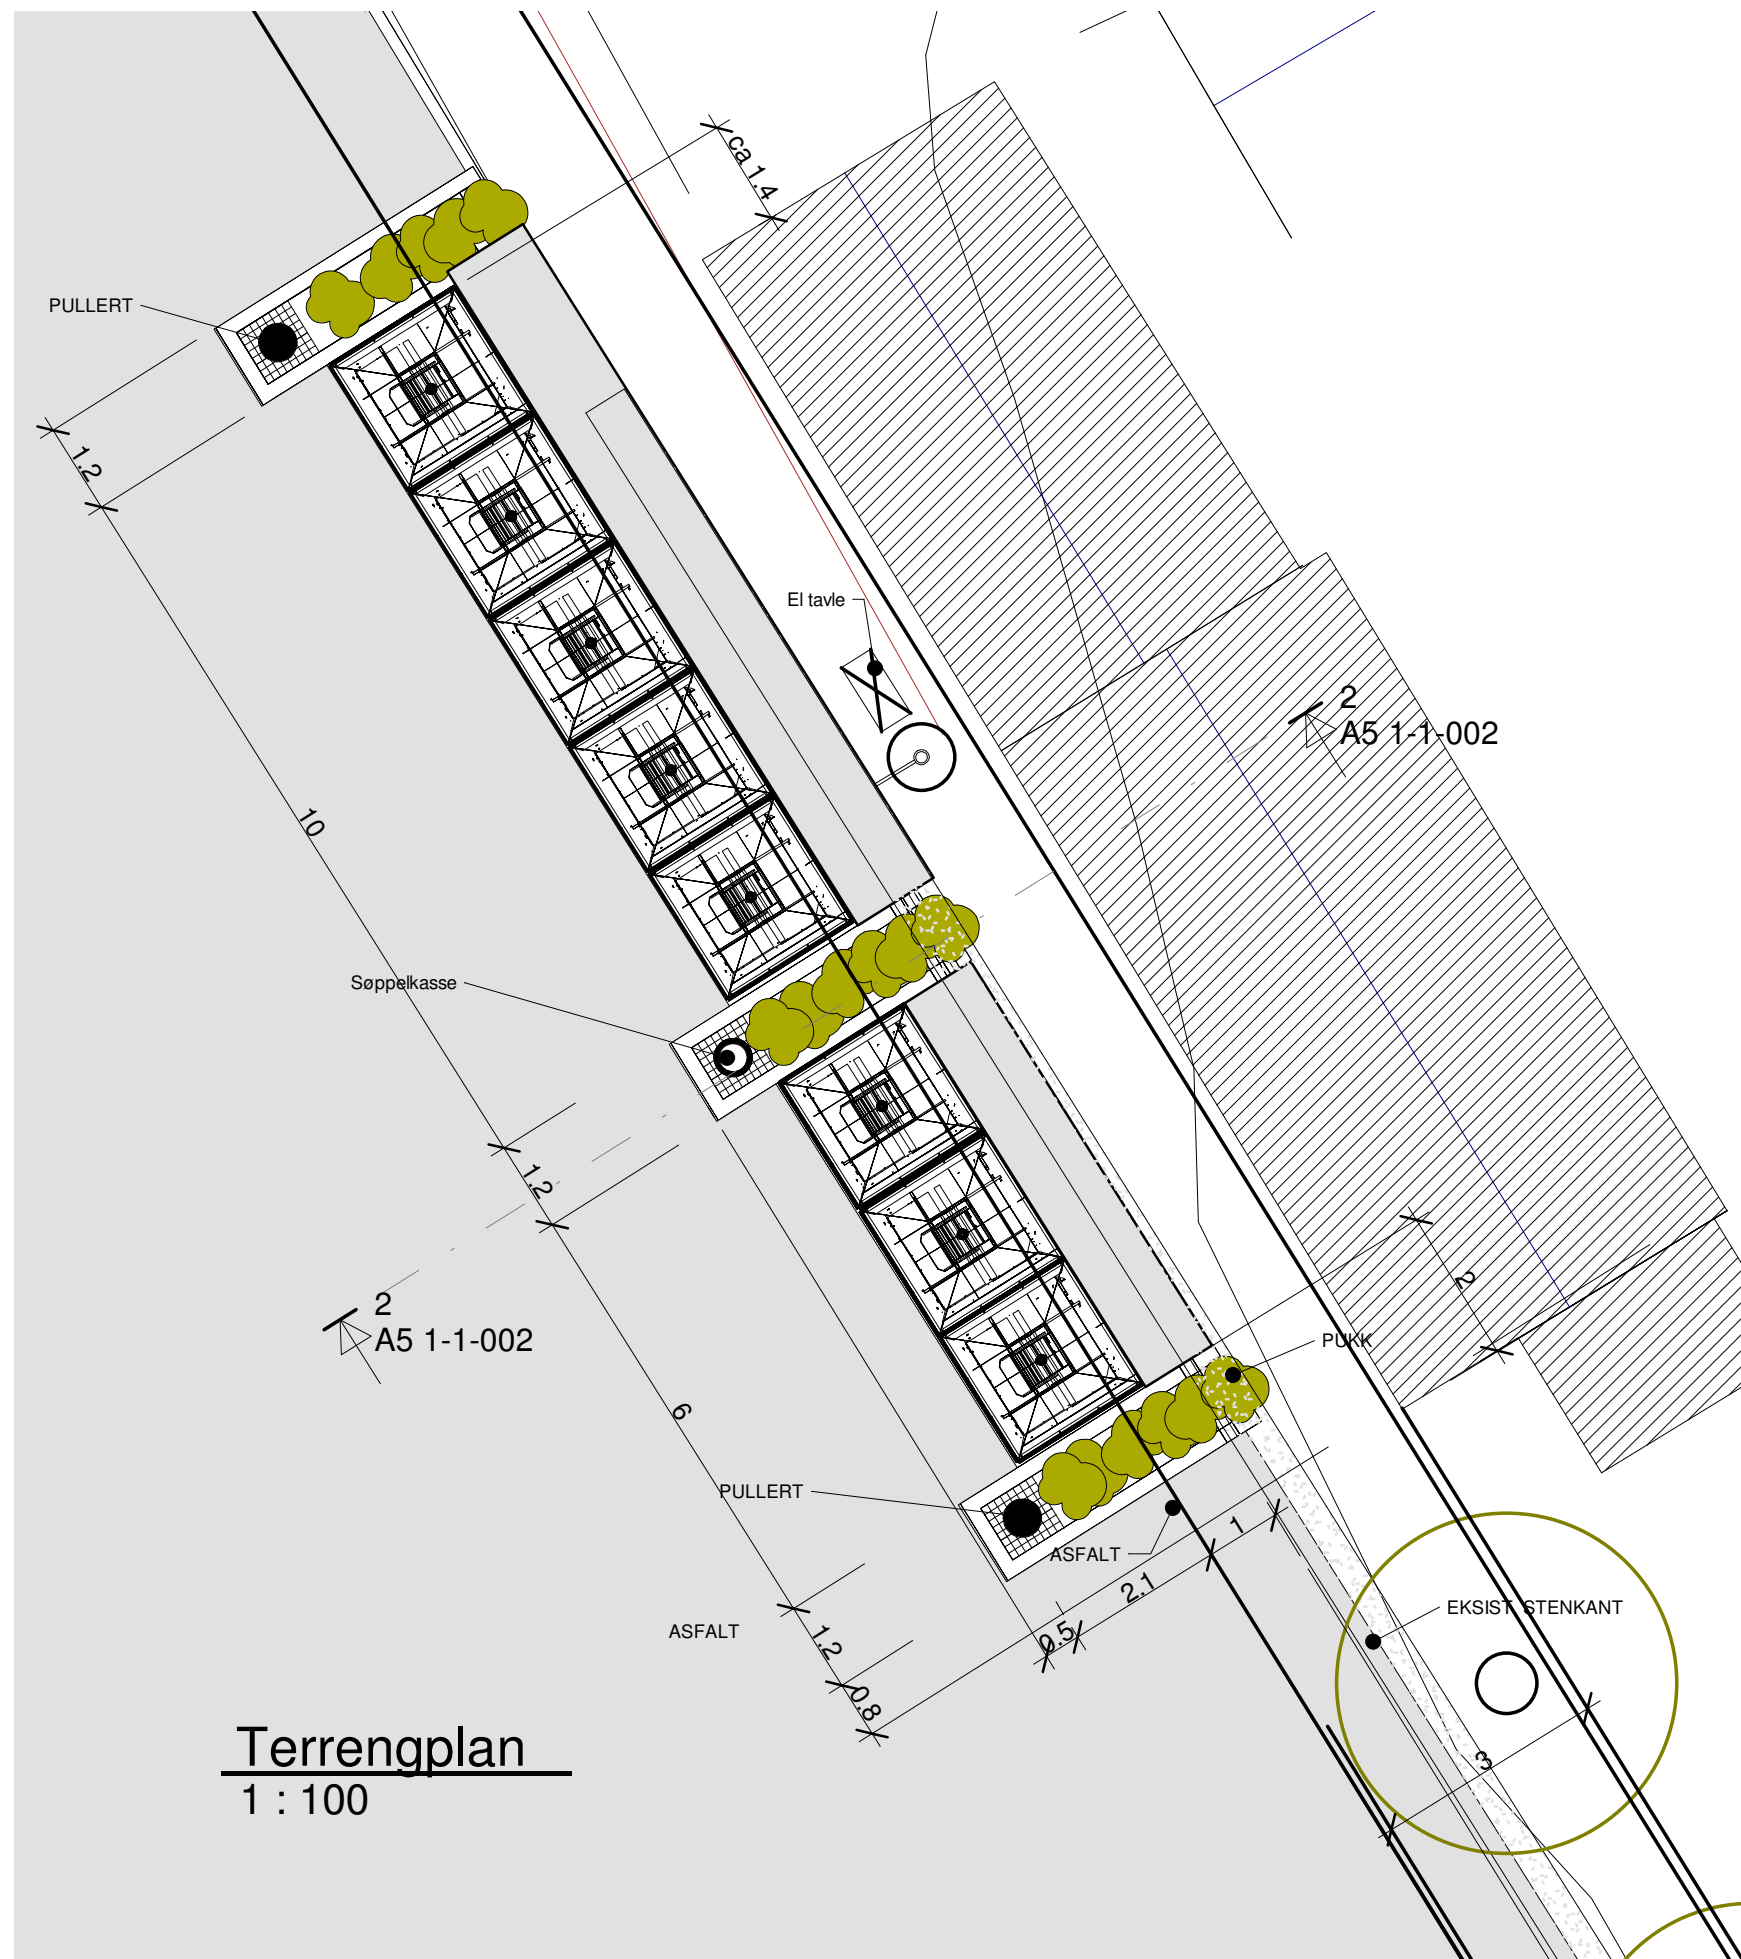 ca 1.4
PULLERT
1.2
El tavle
2
A5 1-1-002
10
Søppelkasse
1.2
2
2
A5 1-1-002
PUKK
6
PULLERT
1
ASFALT
2.1
EKSIST STENKANT
ASFALT
1.2
0.5
0.8
3
Terrengplan
1 : 100